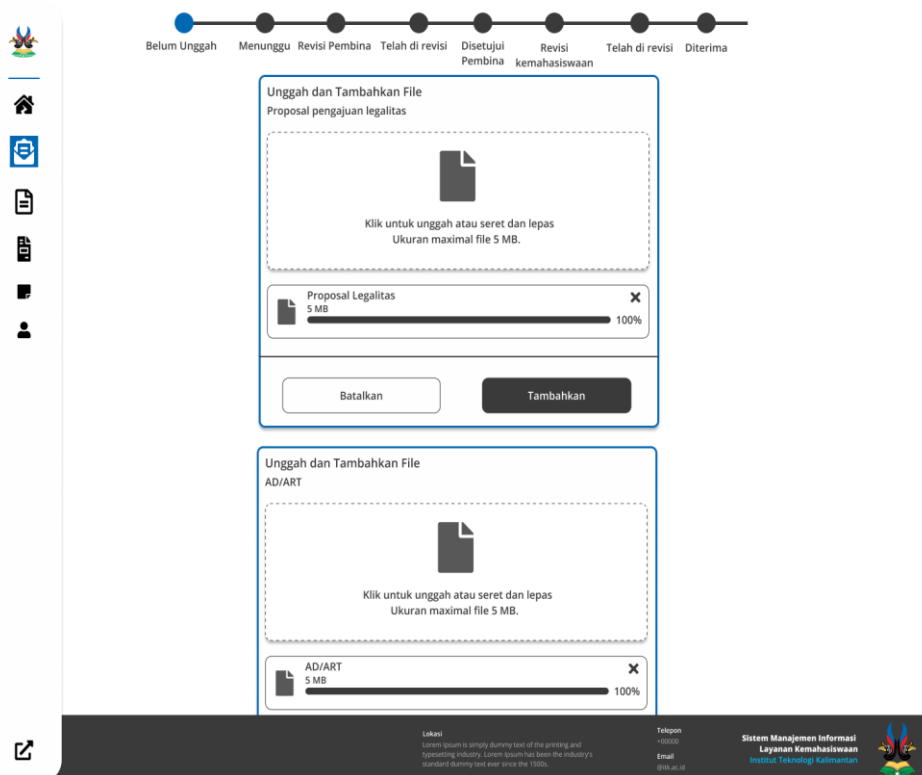 Belum Unggah
Menunggu
Revisi Pembina
Telah di revisi
Disetujui
Pembina
Revisi
kemahasiswaan
Telah di revisi
Diterima
Unggah dan Tambahkan File
Proposal pengajuan legalitas
Klik untuk unggah atau seret dan lepas
Ukuran maximal file 5 MB.
Proposal Legalitas
5 MB
100%
Batalkan
Tambahkan
Unggah dan Tambahkan File
AD/ART
Klik untuk unggah atau seret dan lepas
Ukuran maximal file 5 MB.
AD/ART
5 MB
100%
Lokasi
Lorem Ipsum is simply dummy text of the printing and
typesetting industry. Lorem Ipsum has been the industry's
standard dummy text ever since the 1500s.
Telepon
+00000
Email
@itk.ac.id
Sistem Manajemen Informasi
Layanan Kemahasiswaan
Institut Teknologi Kalimantan